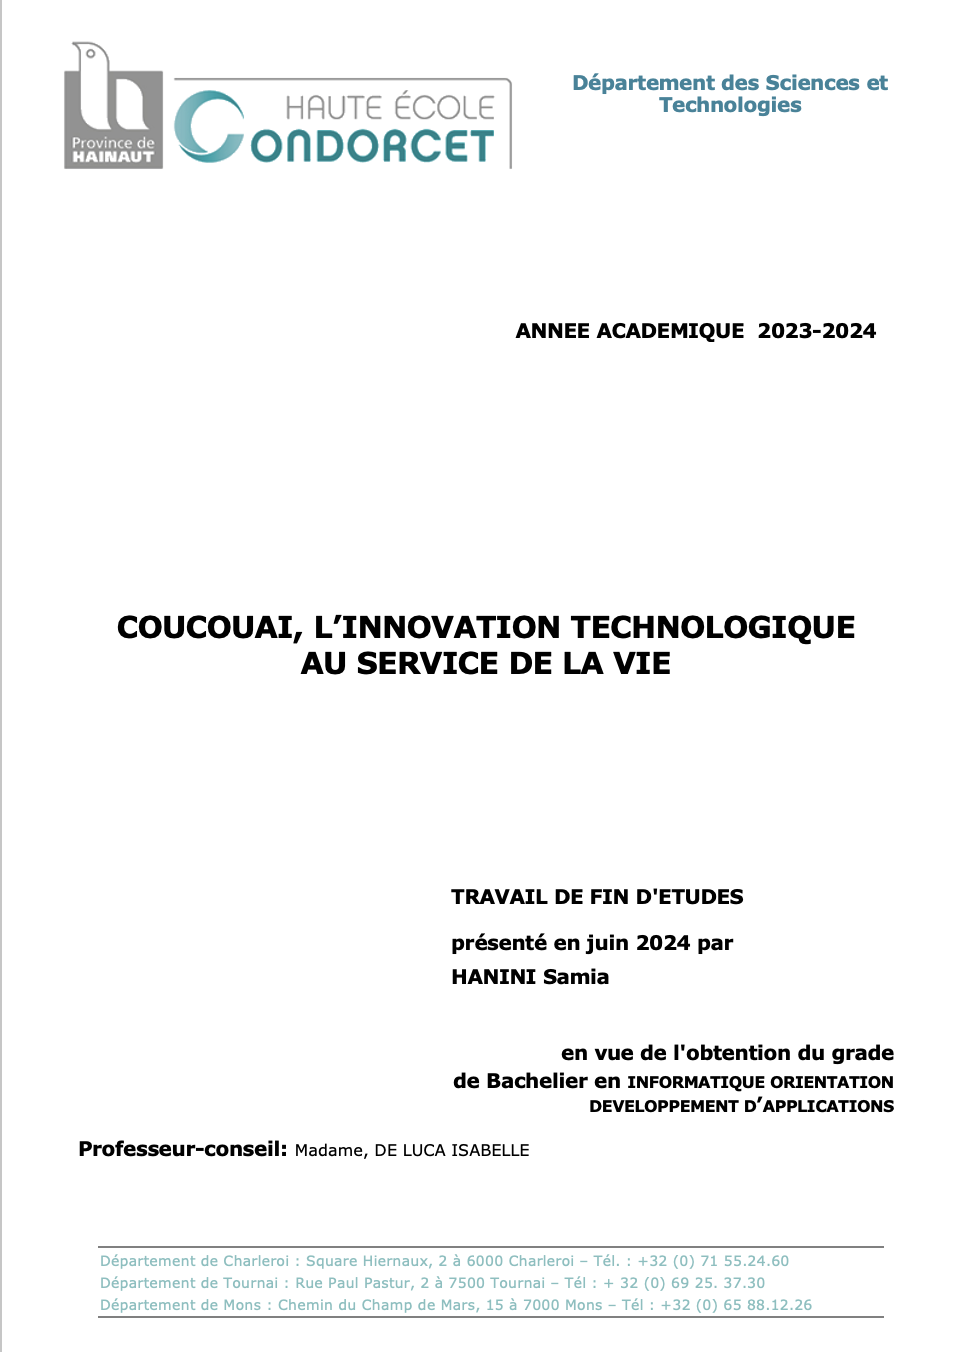 Province de
HAINAUT
HAUTE ÉCOLE
CONDORCET
Département des Sciences et
Technologies
ANNEE ACADEMIQUE 2023-2024
COUCOUAI, L’INNOVATION TECHNOLOGIQUE
AU SERVICE DE LA VIE
TRAVAIL DE FIN D'ETUDES
présenté en juin 2024 par
HANINI Samia
en vue de l'obtention du grade
de Bachelier en INFORMATIQUE ORIENTATION
DEVELOPPEMENT D’APPLICATIONS
Professeur-conseil: Madame, DE LUCA ISABELLE
Département de Charleroi : Square Hiernaux, 2 à 6000 Charleroi – Tél. : +32 (0) 71 55.24.60
Département de Tournai : Rue Paul Pastur, 2 à 7500 Tournai – Tél : + 32 (0) 69 25. 37.30
Département de Mons : Chemin du Champ de Mars, 15 à 7000 Mons – Tél : +32 (0) 65 88.12.26